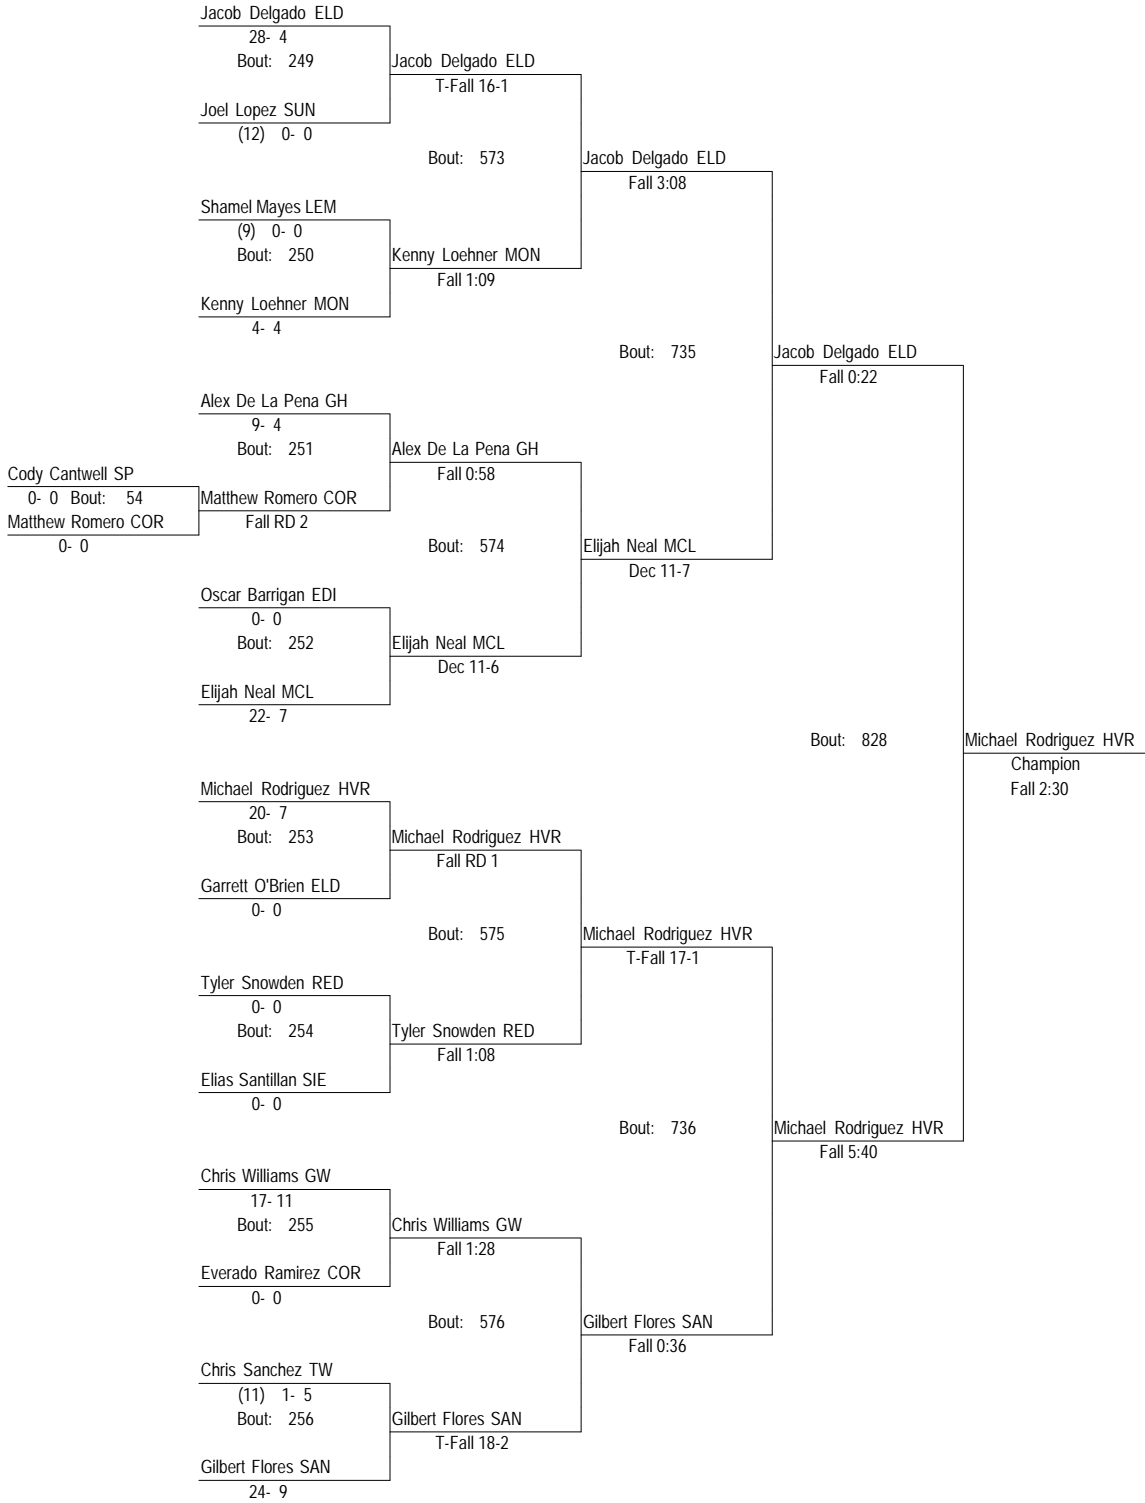 Jacob Delgado ELD
28- 4
Bout: 249
Jacob Delgado ELD
T-Fall 16-1
Joel Lopez SUN
(12) 0- 0
Bout: 573
Jacob Delgado ELD
Fall 3:08
Shamel Mayes LEM
(9) 0- 0
Bout: 250
Kenny Loehner MON
Fall 1:09
Kenny Loehner MON
4- 4
Bout: 735
Jacob Delgado ELD
Fall 0:22
Alex De La Pena GH
9- 4
Bout: 251
Alex De La Pena GH
Fall 0:58
Cody Cantwell SP
0- 0 Bout: 54
Matthew Romero COR
Matthew Romero COR
Fall RD 2
0- 0
Bout: 574
Elijah Neal MCL
Dec 11-7
Oscar Barrigan EDI
0- 0
Bout: 252
Elijah Neal MCL
Dec 11-6
Elijah Neal MCL
22- 7
Bout: 828
Michael Rodriguez HVR
Champion
Fall 2:30
Michael Rodriguez HVR
20- 7
Bout: 253
Michael Rodriguez HVR
Fall RD 1
Garrett O'Brien ELD
0- 0
Bout: 575
Michael Rodriguez HVR
T-Fall 17-1
Tyler Snowden RED
0- 0
Bout: 254
Tyler Snowden RED
Fall 1:08
Elias Santillan SIE
0- 0
Bout: 736
Michael Rodriguez HVR
Fall 5:40
Chris Williams GW
17- 11
Bout: 255
Chris Williams GW
Fall 1:28
Everado Ramirez COR
0- 0
Bout: 576
Gilbert Flores SAN
Fall 0:36
Chris Sanchez TW
(11) 1- 5
Bout: 256
Gilbert Flores SAN
T-Fall 18-2
Gilbert Flores SAN
24- 9